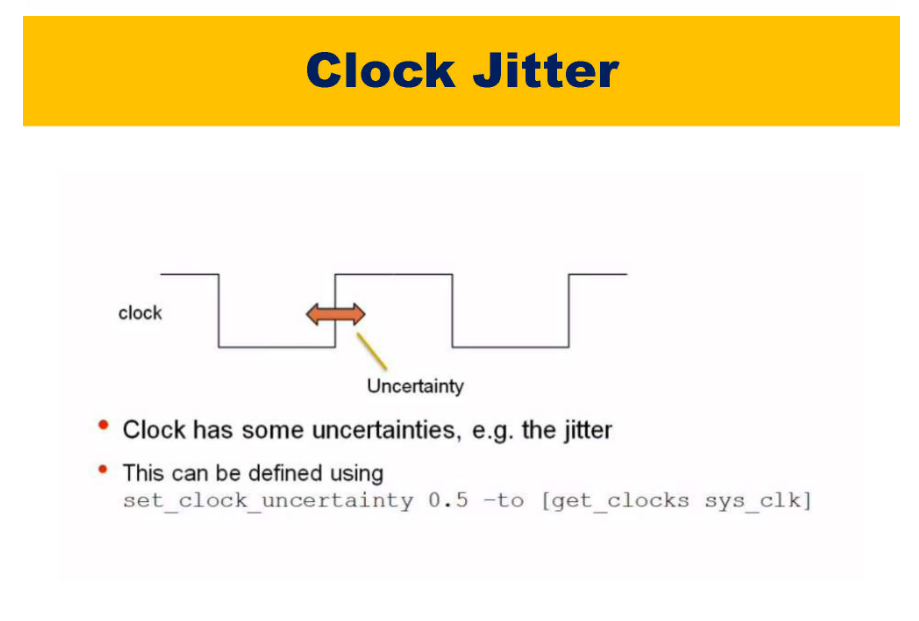 Clock Jitter
clock
Uncertainty
• Clock has some uncertainties, e.g. the jitter
• This can be defined using
set_clock_uncertainty 0.5 –to [get_clocks sys_clk]